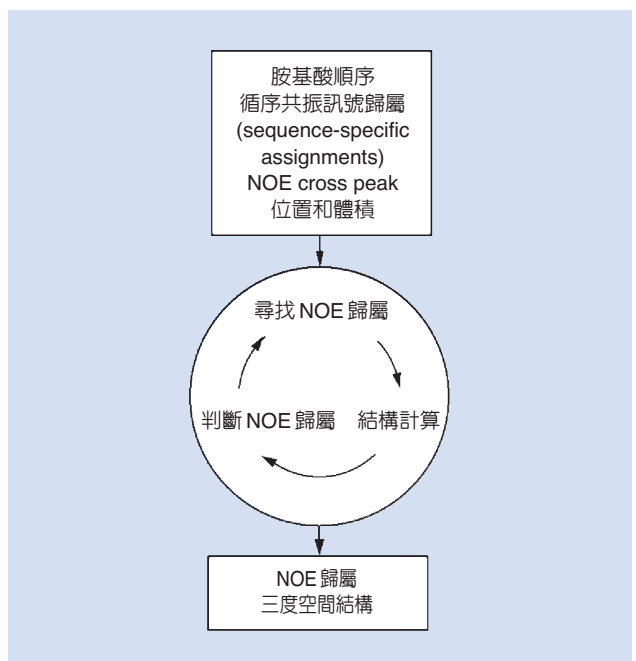 胺基酸順序
循序共振訊號歸屬
(sequence-specific
assignments)
NOE cross peak
位置和體積
尋找 NOE 歸屬
判斷 NOE 歸屬
結構計算
NOE 歸屬
三度空間結構